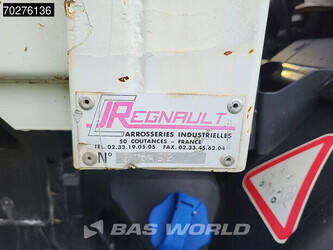 70276136
REGNAULT
CARROSSERIES INDUSTRIELLES
50 COUTANCES - FRANCE
TEL. 02.33.19.05.05 FAX. 02.33.45.62.04
N°
BAS WORLD